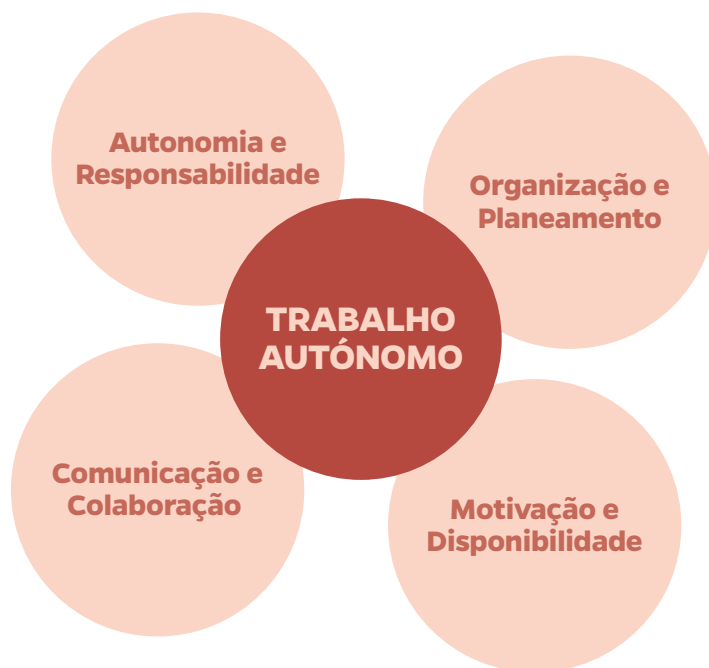 Autonomia e
Responsabilidade
Organização e
Planeamento
TRABALHO
AUTÓNOMO
Comunicação e
Colaboração
Motivação e
Disponibilidade